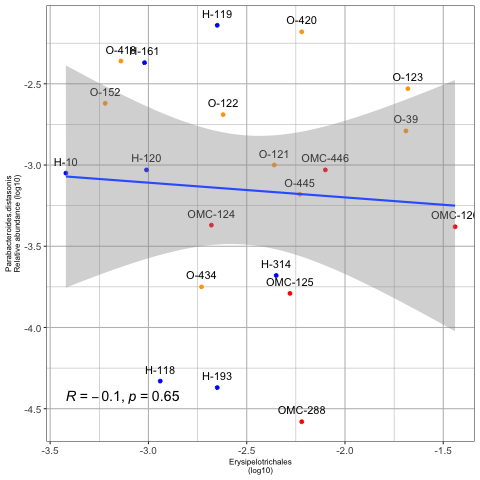 H-119
O-420
O-418
H-161
O-123
O-152
O-122
O-39
O-121
OMC-446
H-120
H-10
O-445
OMC-124
OMC-126
H-314
O-434
OMC-125
H-118
H-193
R = −0.1, p = 0.65
OMC-288
-2.5
-3.0
-3.5
-4.0
-4.5
-3.5
-3.0
-2.5
-2.0
-1.5
Parabacteroides.distasonis
Relative abundance (log10)
Erysipelotrichales
(log10)